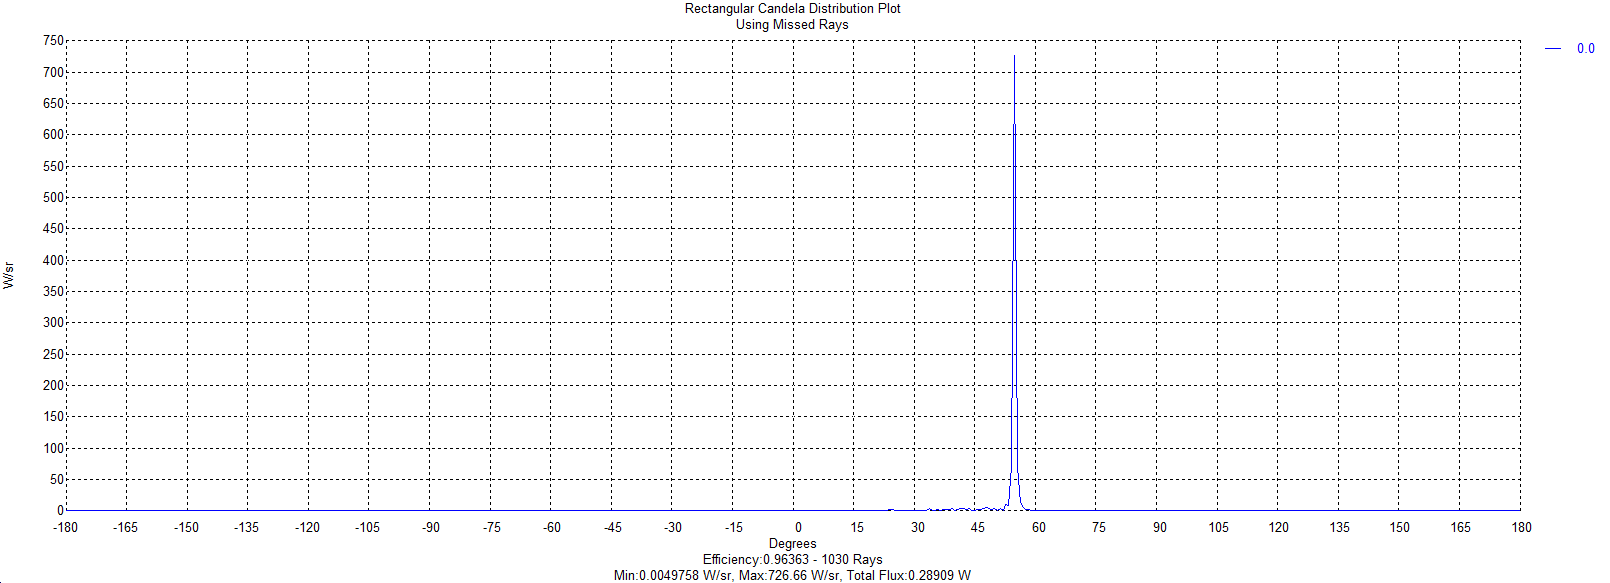 Rectangular Candela Distribution Plot
Using Missed Rays
750
700
650
600
550
500
450
400
350
300
250
200
150
100
50
0
W/sr
0.0
-180 -165 -150 -135 -120 -105 -90 -75 -60 -45 -30 -15 0 15 30 45 60 75 90 105 120 135 150 165 180
Degrees
Efficiency:0.96363 - 1030 Rays
Min:0.0049758 W/sr, Max:726.66 W/sr, Total Flux:0.28909 W